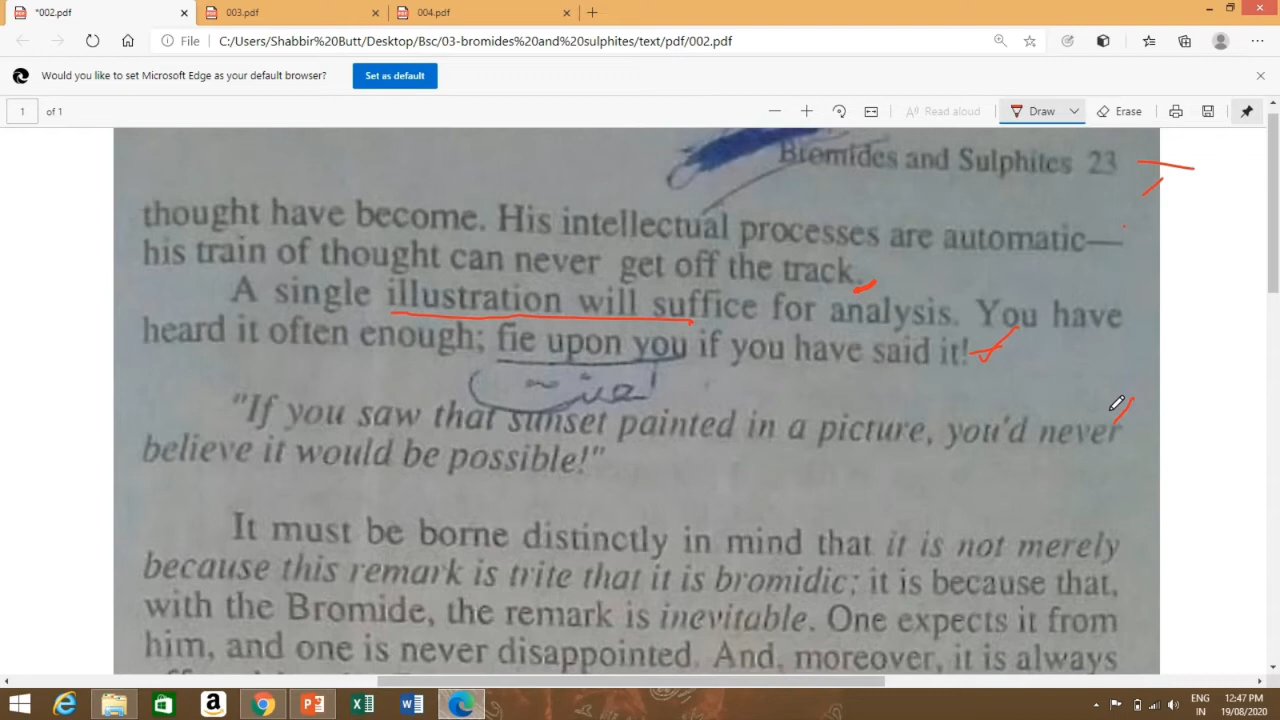 *002.pdf
003.pdf
004.pdf
File C:/Users/Shabbir%20Butt/Desktop/Bsc/03-bromides%20and%20sulphites/text/pdf/002.pdf
Would you like to set Microsoft Edge as your default browser? Set as default
1 of 1
Read aloud
Draw
Erase
Bromides and Sulphites 23
thought have become. His intellectual processes are automatic—
his train of thought can never get off the track.
A single illustration will suffice for analysis. You have
heard it often enough; fie upon you if you have said it!
"If you saw that sunset painted in a picture, you'd never
believe it would be possible!"
It must be borne distinctly in mind that it is not merely
because this remark is trite that it is bromidic; it is because that,
with the Bromide, the remark is inevitable. One expects it from
him, and one is never disappointed. And, moreover, it is always
ENG 12:47 PM
IN 19/08/2020